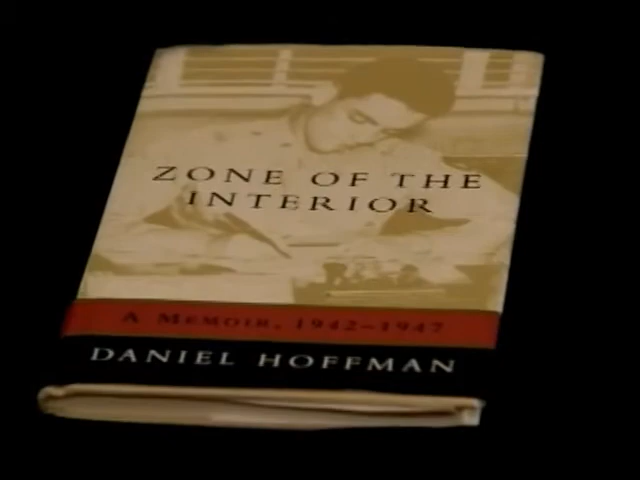 ZONE OF THE
INTERIOR
A MEMOIR, 1942–1947
DANIEL HOFFMAN